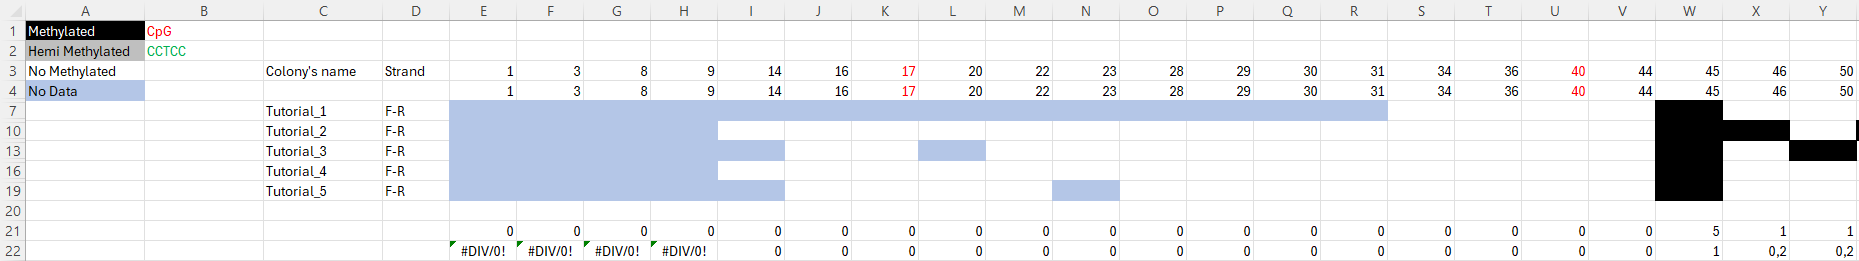 A B C D E F G H I J K L M N O P Q R S T U V W X Y
1 Methylated CpG
2 Hemi Methylated CCTCC
3 No Methylated Colony's name Strand 1 3 8 9 14 16 17 20 22 23 28 29 30 31 34 36 40 44 45 46 50
4 No Data 1 3 8 9 14 16 17 20 22 23 28 29 30 31 34 36 40 44 45 46 50
7 Tutorial_1 F-R
10 Tutorial_2 F-R
13 Tutorial_3 F-R
16 Tutorial_4 F-R
19 Tutorial_5 F-R
20
21 0 0 0 0 0 0 0 0 0 0 0 0 0 0 0 0 0 0 5 1 1
22 #DIV/0! #DIV/0! #DIV/0! #DIV/0! 0 0 0 0 0 0 0 0 0 0 0 0 0 0 1 0,2 0,2